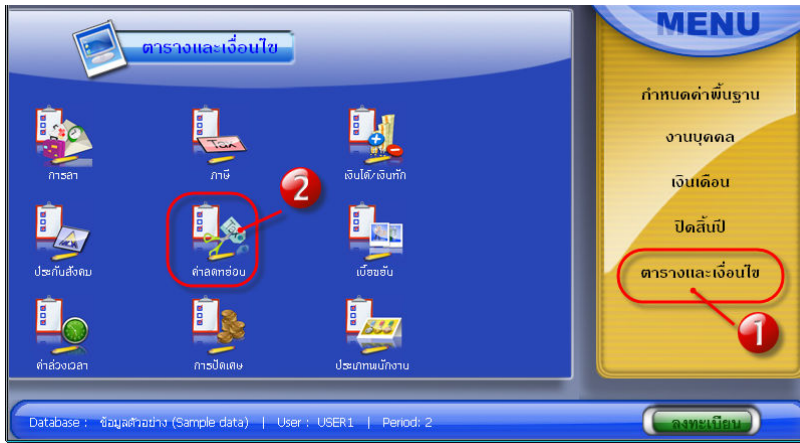 ตารางและเงื่อนไข
MENU
การลา
ภาษี
Tax
เงินได้/เงินหัก
ประกันสังคม
ค่าลดหย่อน
เบี้ยขยัน
ค่าล่วงเวลา
การปัดเศษ
ประเภทพนักงาน
2
กำหนดค่าพื้นฐาน
งานบุคคล
เงินเดือน
ปิดสิ้นปี
ตารางและเงื่อนไข
1
Database : ข้อมูลตัวอย่าง (Sample data) | User : USER1 | Period: 2
ลงทะเบียน